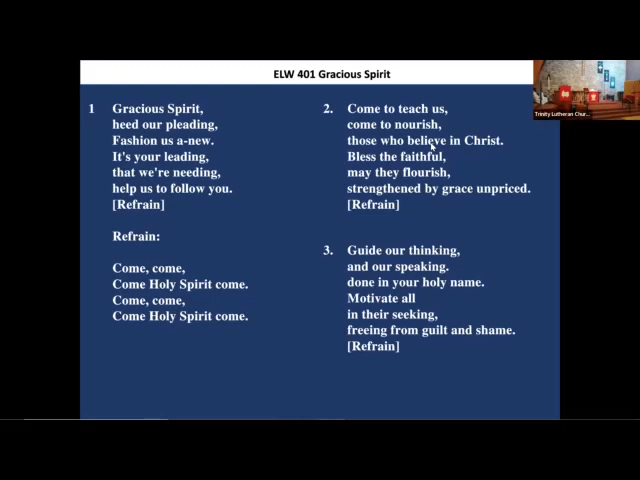 ELW 401 Gracious Spirit
Trinity Lutheran Chur...
1 Gracious Spirit,
heed our pleading,
Fashion us a-new.
It's your leading,
that we're needing,
help us to follow you.
[Refrain]
Refrain:
Come, come,
Come Holy Spirit come.
Come, come,
Come Holy Spirit come.
2. Come to teach us,
come to nourish,
those who believe in Christ.
Bless the faithful,
may they flourish,
strengthened by grace unpriced.
[Refrain]
3. Guide our thinking,
and our speaking.
done in your holy name.
Motivate all
in their seeking,
freeing from guilt and shame.
[Refrain]